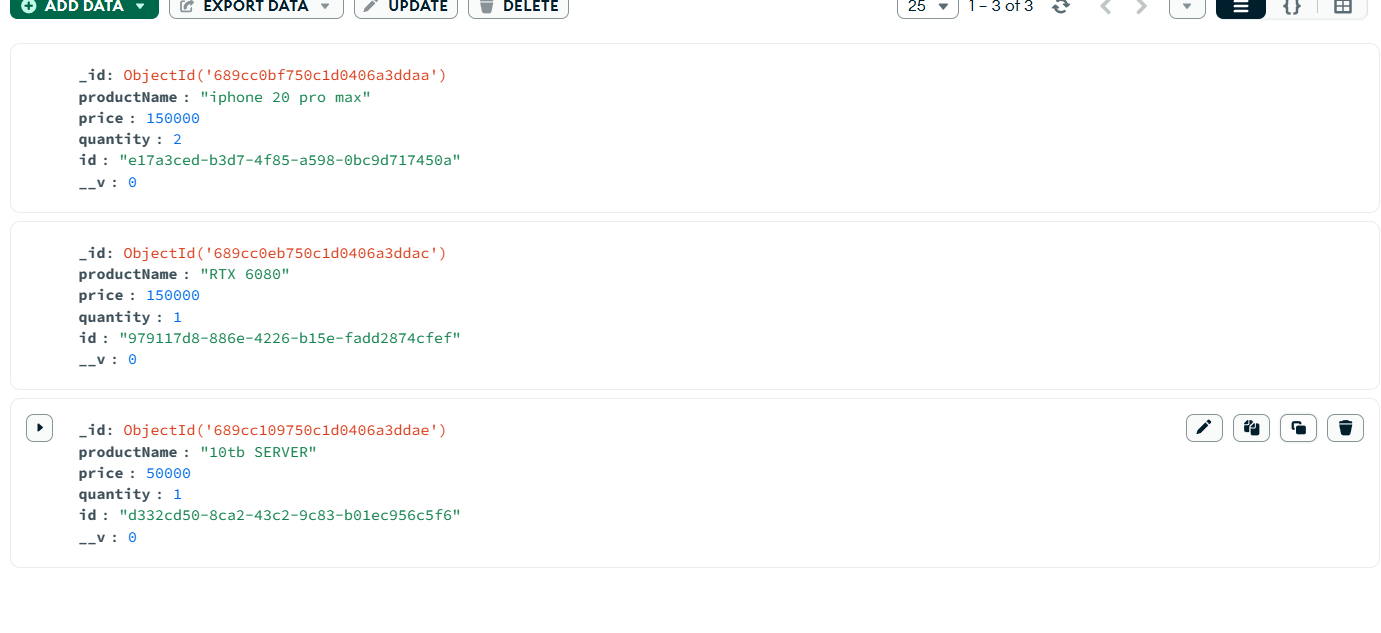 ADD DATA EXPORT DATA UPDATE DELETE 25 1 – 3 of 3 {}
_id: ObjectId('689cc0bf750c1d0406a3ddaa')
productName : "iphone 20 pro max"
price : 150000
quantity : 2
id : "e17a3ced-b3d7-4f85-a598-0bc9d717450a"
__v : 0
_id: ObjectId('689cc0eb750c1d0406a3ddac')
productName : "RTX 6080"
price : 150000
quantity : 1
id : "979117d8-886e-4226-b15e-fadd2874cfef"
__v : 0
_id: ObjectId('689cc109750c1d0406a3ddae')
productName : "10tb SERVER"
price : 50000
quantity : 1
id : "d332cd50-8ca2-43c2-9c83-b01ec956c5f6"
__v : 0